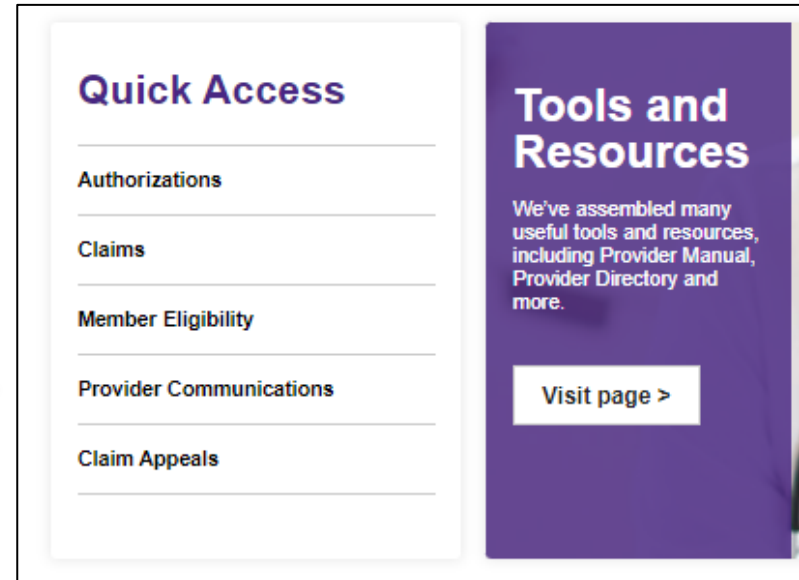 Quick Access
Authorizations
Claims
Member Eligibility
Provider Communications
Claim Appeals
Tools and
Resources
We've assembled many
useful tools and resources,
including Provider Manual,
Provider Directory and
more.
Visit page >